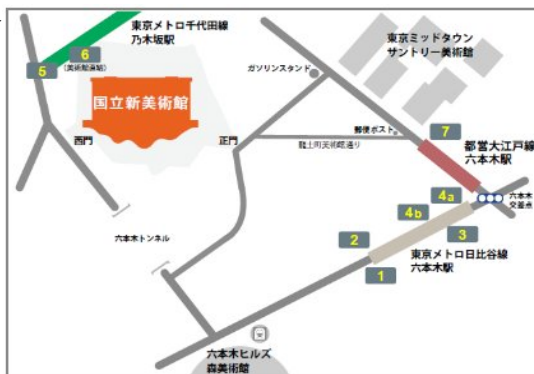 東京メトロ千代田線
乃木坂駅
6
(美術館直結)
5
国立新美術館
西門
正門
ガソリンスタンド
東京ミッドタウン
サントリー美術館
郵便ポスト
龍土町美術館通り
7
都営大江戸線
六本木駅
4a
六本木
交差点
4b
3
2
1
東京メトロ日比谷線
六本木駅
六本木トンネル
六本木ヒルズ
森美術館